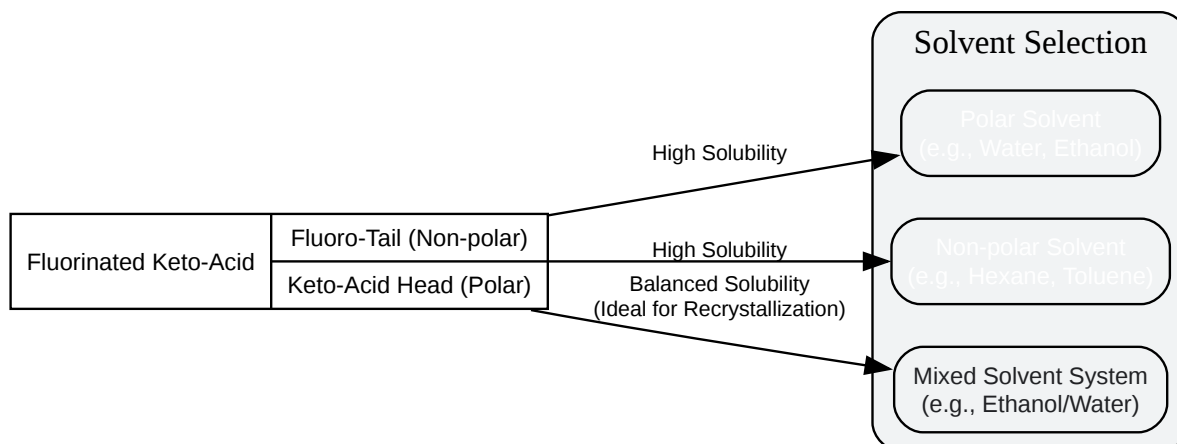 Solvent Selection
Polar Solvent
(e.g., Water, Ethanol)
High Solubility
Fluorinated Keto-Acid
Fluoro-Tail (Non-polar)
Keto-Acid Head (Polar)
High Solubility
Non-polar Solvent
(e.g., Hexane, Toluene)
Balanced Solubility
(Ideal for Recrystallization)
Mixed Solvent System
(e.g., Ethanol/Water)